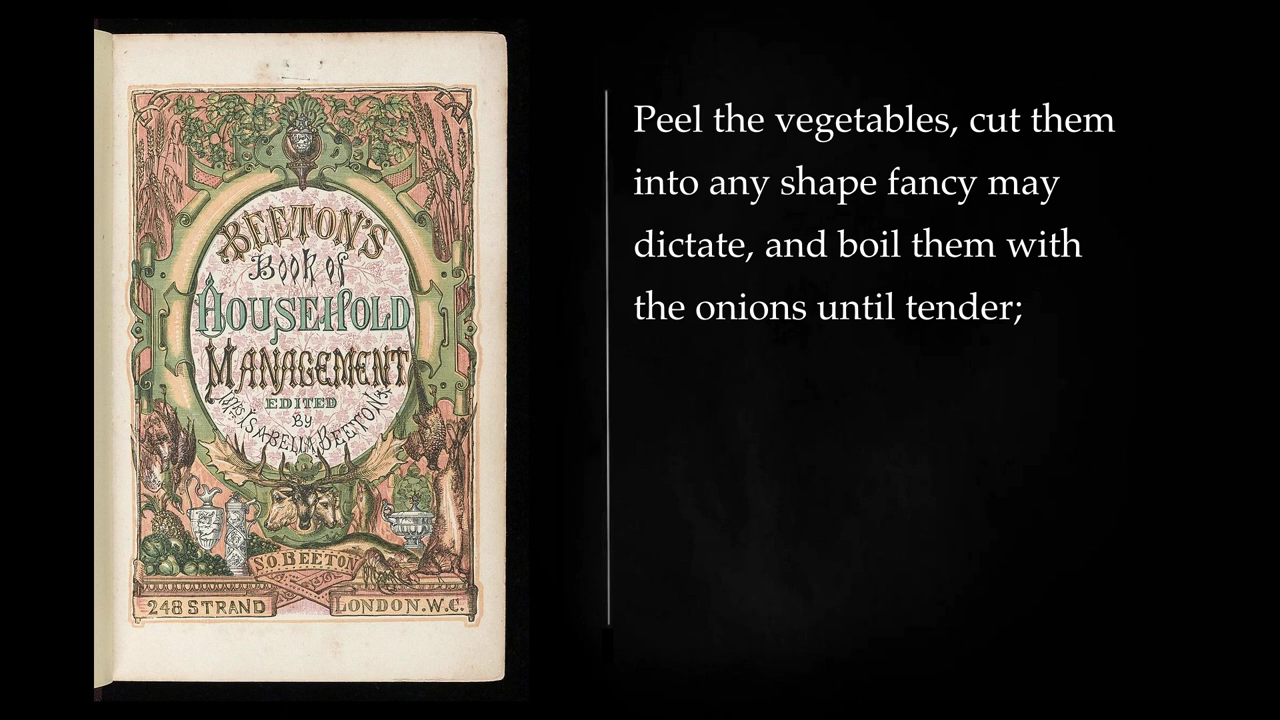 BEETON'S
Book of
HOUSEHOLD
MANAGEMENT
EDITED
By
MRS ISABELLA BEETON
S.O. BEETON
248 STRAND
LONDON. W.C.
Peel the vegetables, cut them
into any shape fancy may
dictate, and boil them with
the onions until tender;